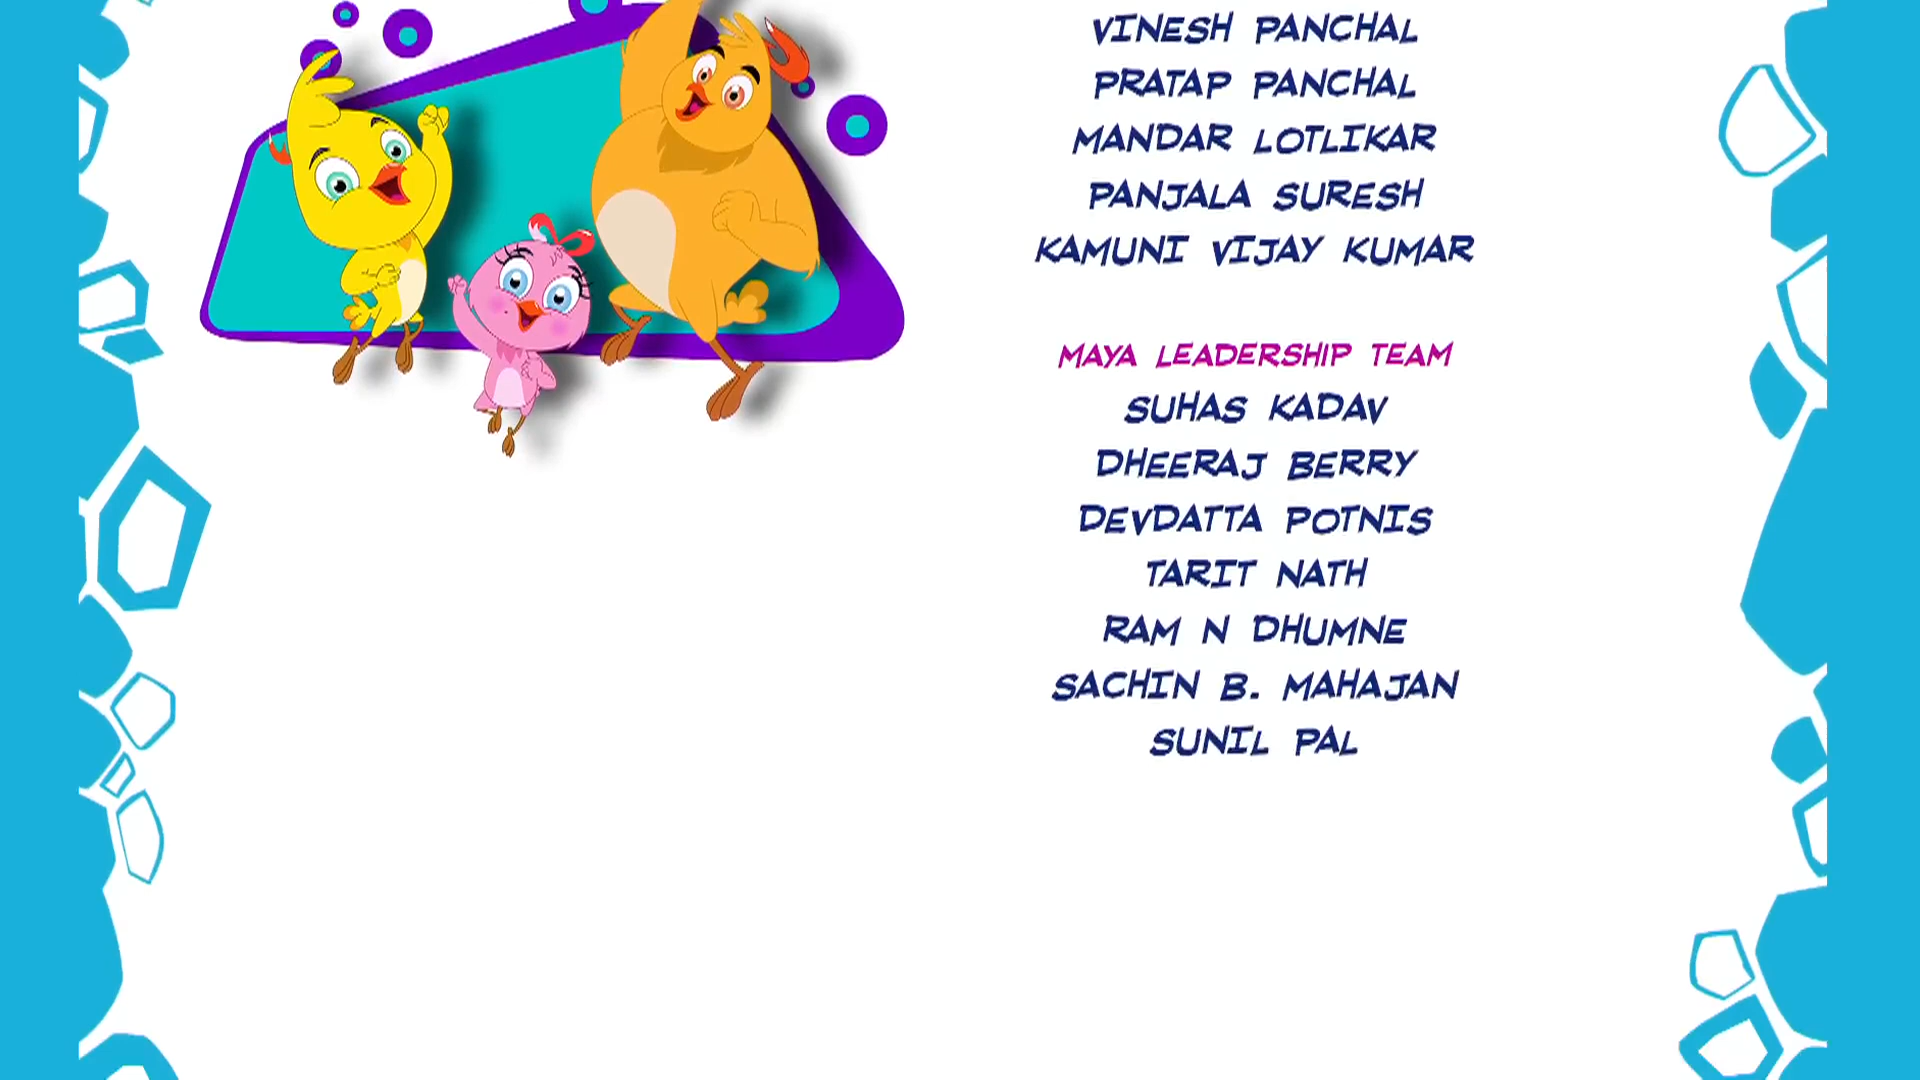 VINESH PANCHAL
PRATAP PANCHAL
MANDAR LOTLIKAR
PANJALA SURESH
KAMUNI VIJAY KUMAR
MAYA LEADERSHIP TEAM
SUHAS KADAV
DHEERAJ BERRY
DEVDATTA POTNIS
TARIT NATH
RAM N DHUMNE
SACHIN B. MAHAJAN
SUNIL PAL